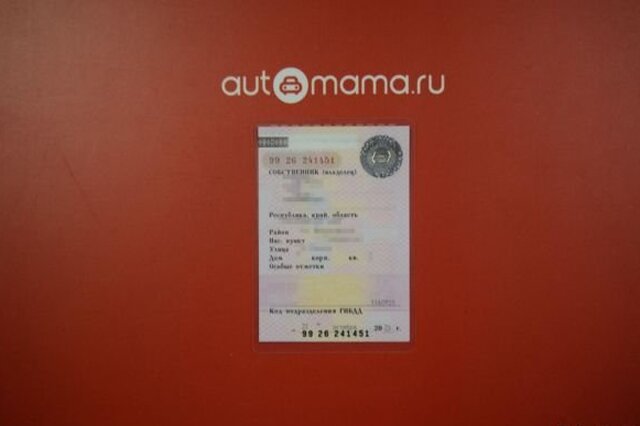 automama.ru
99 26 241451
СОБСТВЕННИК (владелец)
Республика, край, область
Район
Нас. пункт
Улица
Дом корп. кв.
Особые отметки
Код подразделения ГИБДД
20 г.
99 26 241451